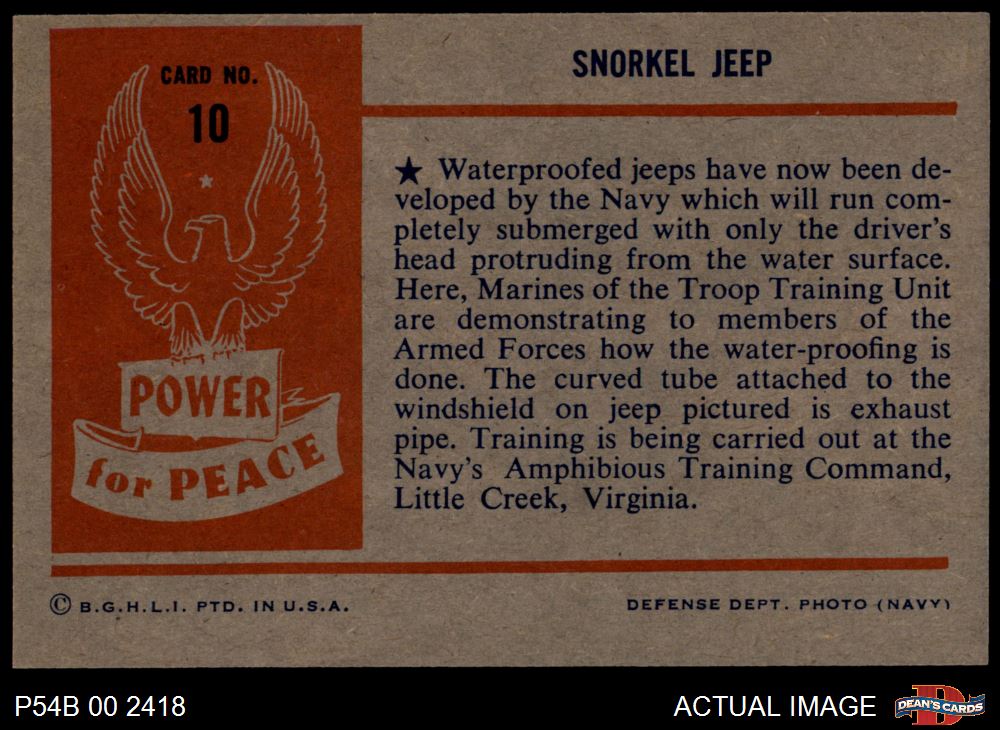 CARD NO.
10
POWER
for PEACE
SNORKEL JEEP
★ Waterproofed jeeps have now been de-
veloped by the Navy which will run com-
pletely submerged with only the driver's
head protruding from the water surface.
Here, Marines of the Troop Training Unit
are demonstrating to members of the
Armed Forces how the water-proofing is
done. The curved tube attached to the
windshield on jeep pictured is exhaust
pipe. Training is being carried out at the
Navy's Amphibious Training Command,
Little Creek, Virginia.
© B.G.H.L.I. PTD. IN U.S.A.
DEFENSE DEPT. PHOTO (NAVY)
P54B 00 2418
ACTUAL IMAGE
D
DEAN'S CARDS